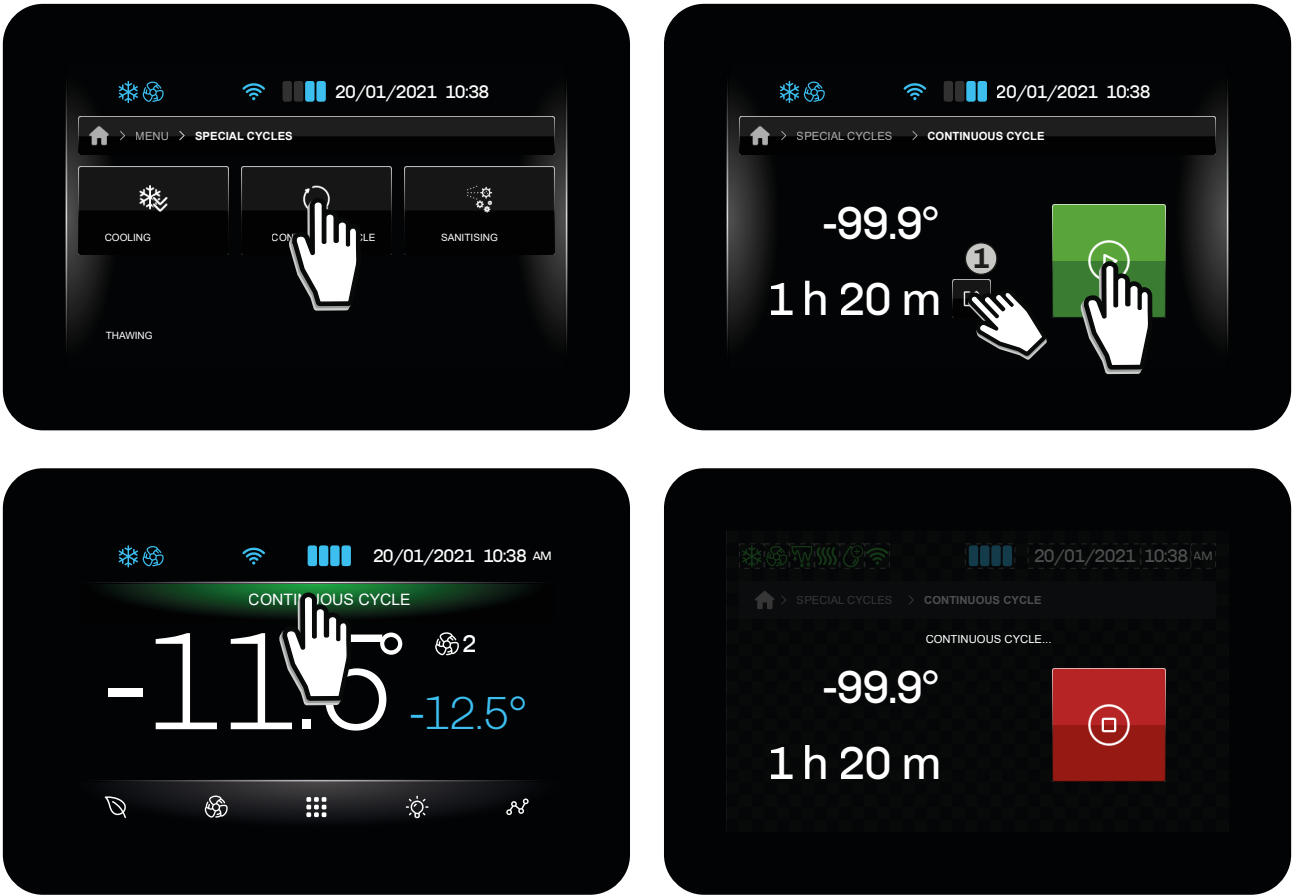 20/01/2021 10:38
> MENU > SPECIAL CYCLES
COOLING
SANITISING
THAWING
20/01/2021 10:38
> SPECIAL CYCLES > CONTINUOUS CYCLE
-99.9°
1
1 h 20 m
20/01/2021 10:38 AM
CONTINUOUS CYCLE
2
-12.5°
20/01/2021 10:38 AM
> SPECIAL CYCLES > CONTINUOUS CYCLE
CONTINUOUS CYCLE...
-99.9°
1 h 20 m